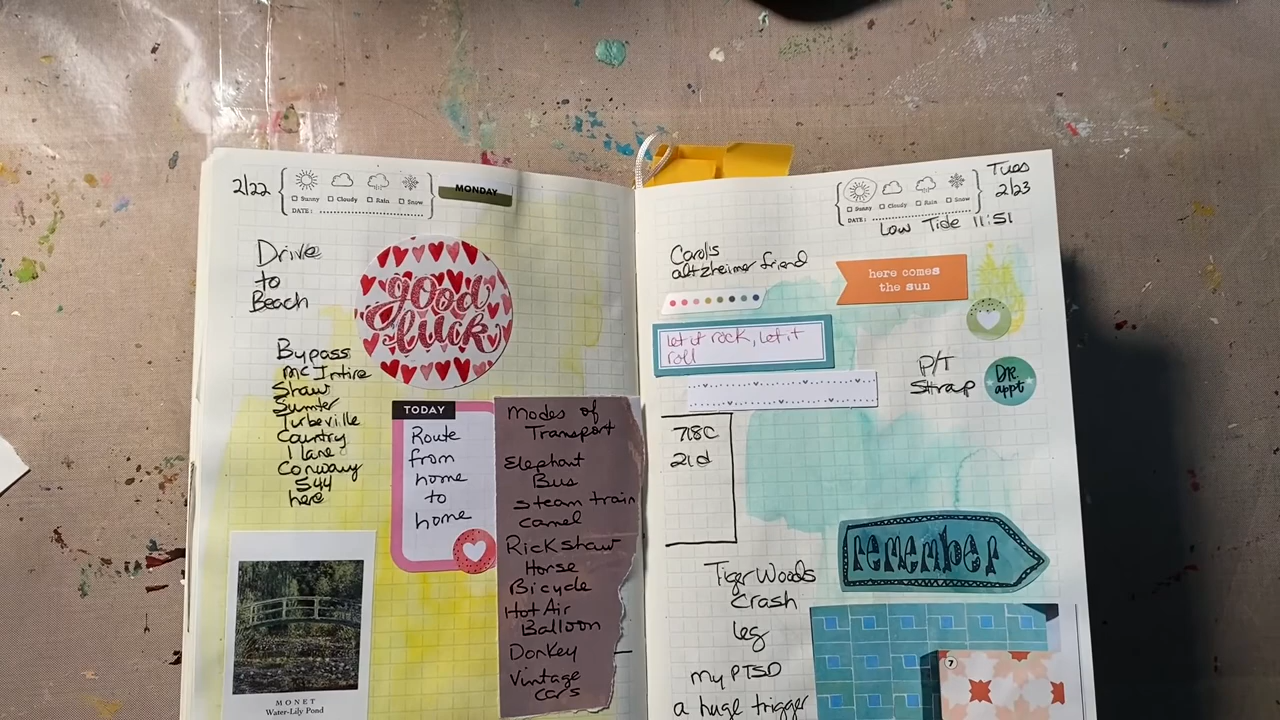 2/22
Sunny Cloudy Rain Snow
DATE:
MONDAY
Drive
to
Beach
good
luck
Bypass
McIntire
Shaw
Sumter
Turbeville
Country
1 lane
Conway
544
here
TODAY
Route
from
home
to
home
Modes of
Transport
Elephant
Bus
steam train
camel
Rickshaw
Horse
Bicycle
Hot Air
Balloon
Donkey
Vintage
cars
MONET
Water-Lily Pond
Tues
2/23
Sunny Cloudy Rain Snow
DATE:
Low Tide 11:51
Carol's
altzheimer friend
here comes
the sun
let it rock, let it
roll
P/T
Strap
DR.
appt
718C
21d
remember
Tiger Woods
Crash
leg
my PTSD
a huge trigger
7